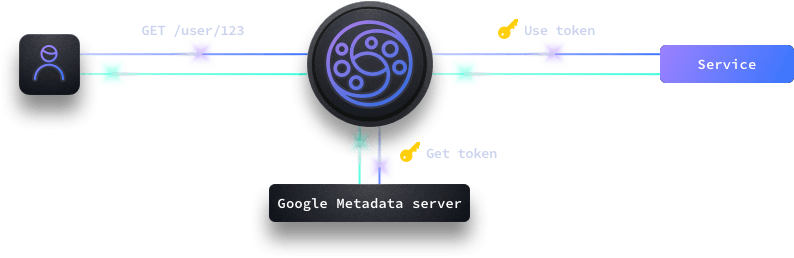 GET /user/123
Use token
Service
Get token
Google Metadata server